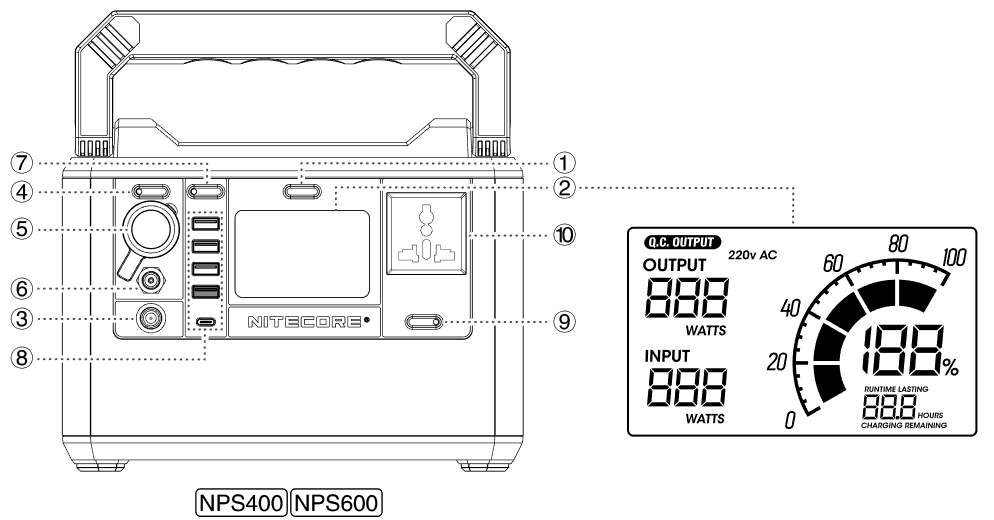 ⑦
④
⑤
⑥
③
⑧
①
②
⑩
⑨
NITECORE®
Q.C. OUTPUT
220v AC
OUTPUT
888
WATTS
INPUT
888
WATTS
0
20
40
60
80
100
188%
RUNTIME LASTING
88.8 HOURS
CHARGING REMAINING
NPS400 NPS600